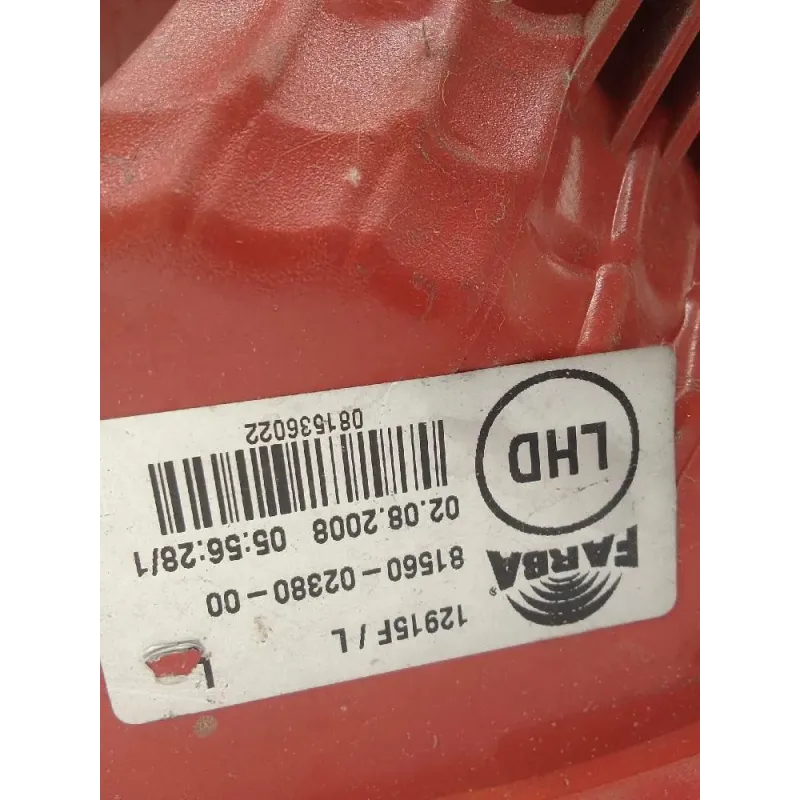 L
12915F / L
FARBA®
81560-02380-00
02.08.2008 05:56:28/1
LHD
081536022